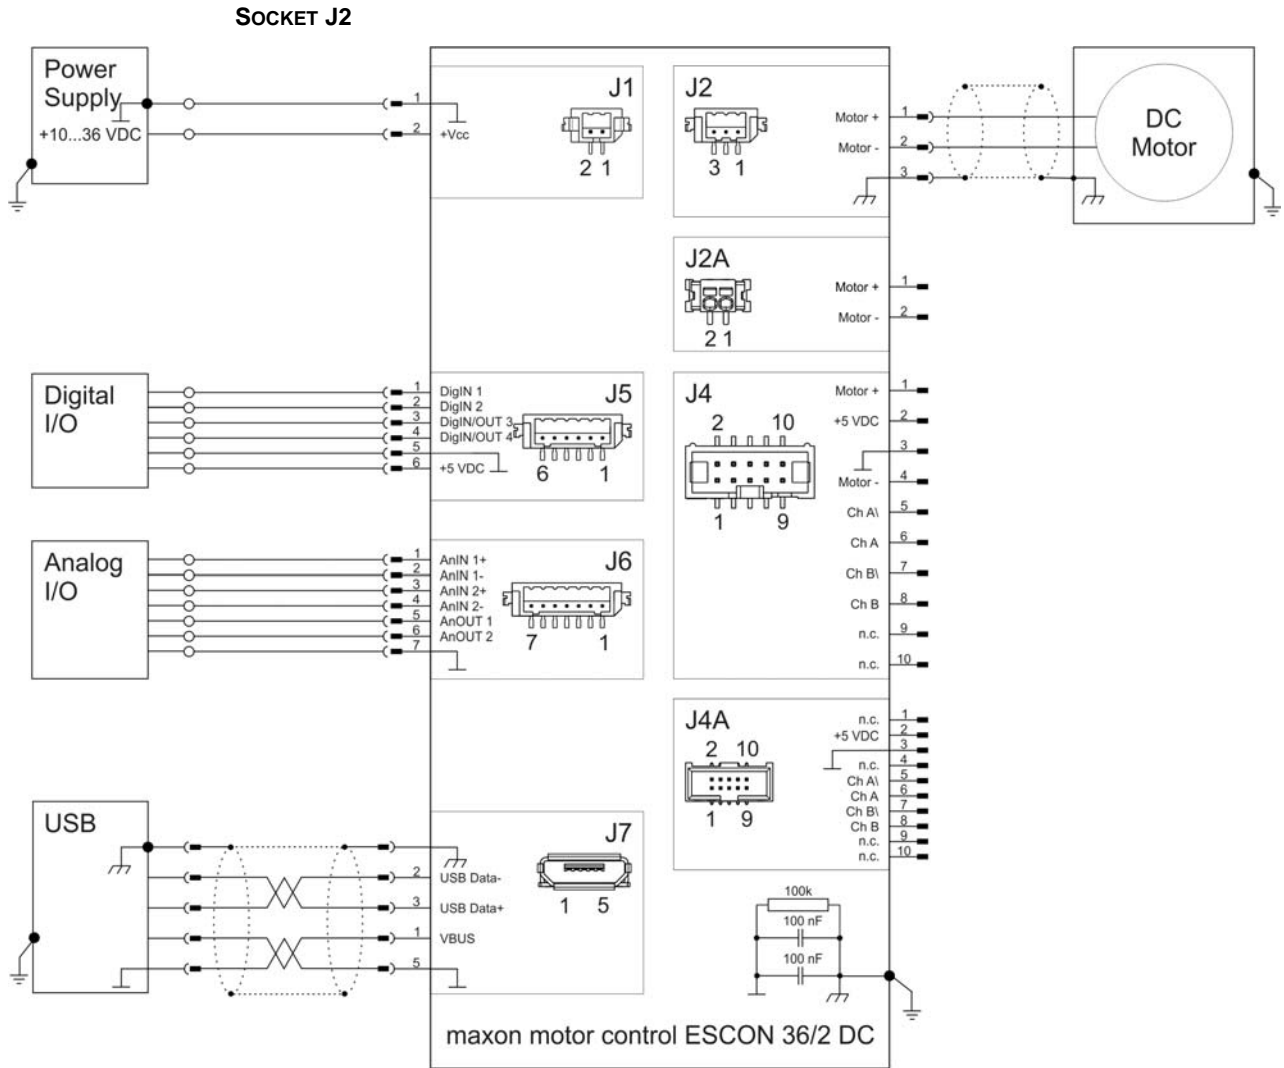 SOCKET J2
Power
Supply
+10...36 VDC
1
2
+Vcc
J1
2 1
J2
3 1
Motor +
Motor -
1
2
3
DC
Motor
J2A
2 1
Motor +
Motor -
1
2
Digital
I/O
1
2
3
4
5
6
DigIN 1
DigIN 2
DigIN/OUT 3
DigIN/OUT 4
+5 VDC
J5
6 1
J4
2 10
1 9
Motor +
+5 VDC
Motor -
Ch A\
Ch A
Ch B\
Ch B
n.c.
n.c.
1
2
3
4
5
6
7
8
9
10
Analog
I/O
1
2
3
4
5
6
7
AnIN 1+
AnIN 1-
AnIN 2+
AnIN 2-
AnOUT 1
AnOUT 2
J6
7 1
J4A
2 10
1 9
n.c.
+5 VDC
n.c.
Ch A\
Ch A
Ch B\
Ch B
n.c.
n.c.
1
2
3
4
5
6
7
8
9
10
USB
2
3
1
5
USB Data-
USB Data+
VBUS
J7
1 5
100k
100 nF
100 nF
maxon motor control ESCON 36/2 DC